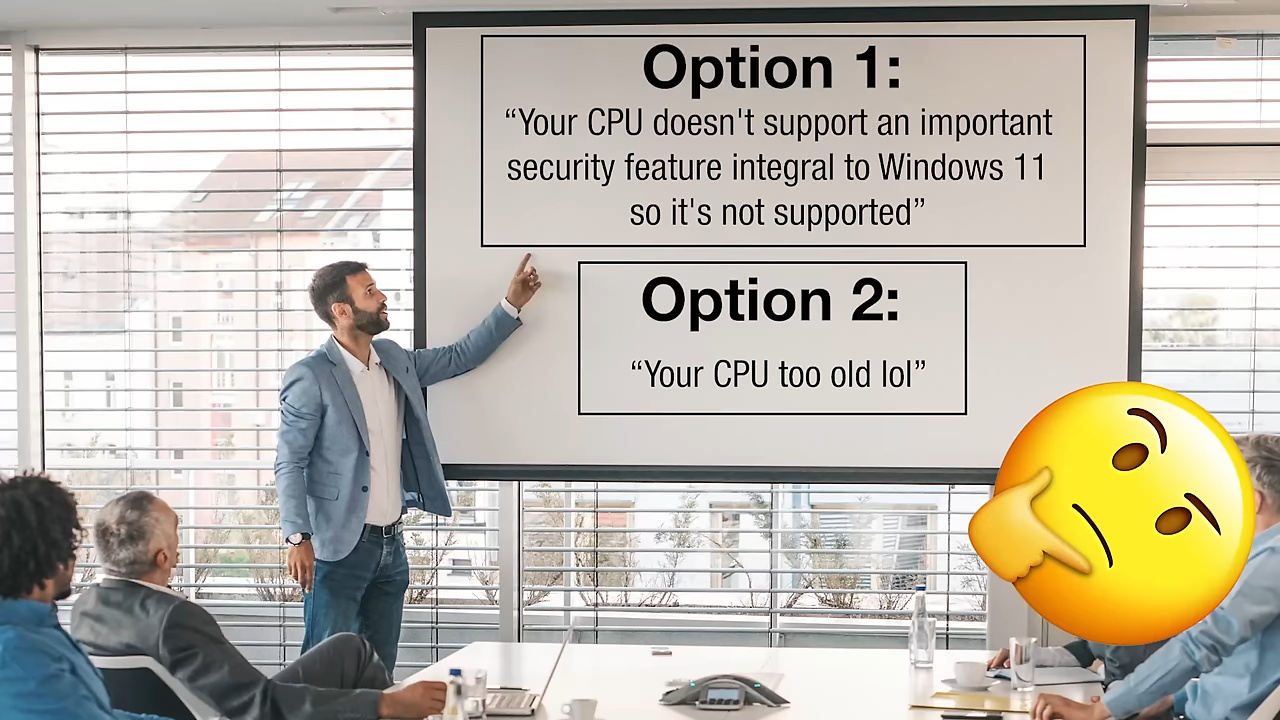 Option 1:
“Your CPU doesn't support an important
security feature integral to Windows 11
so it's not supported”
Option 2:
“Your CPU too old lol”